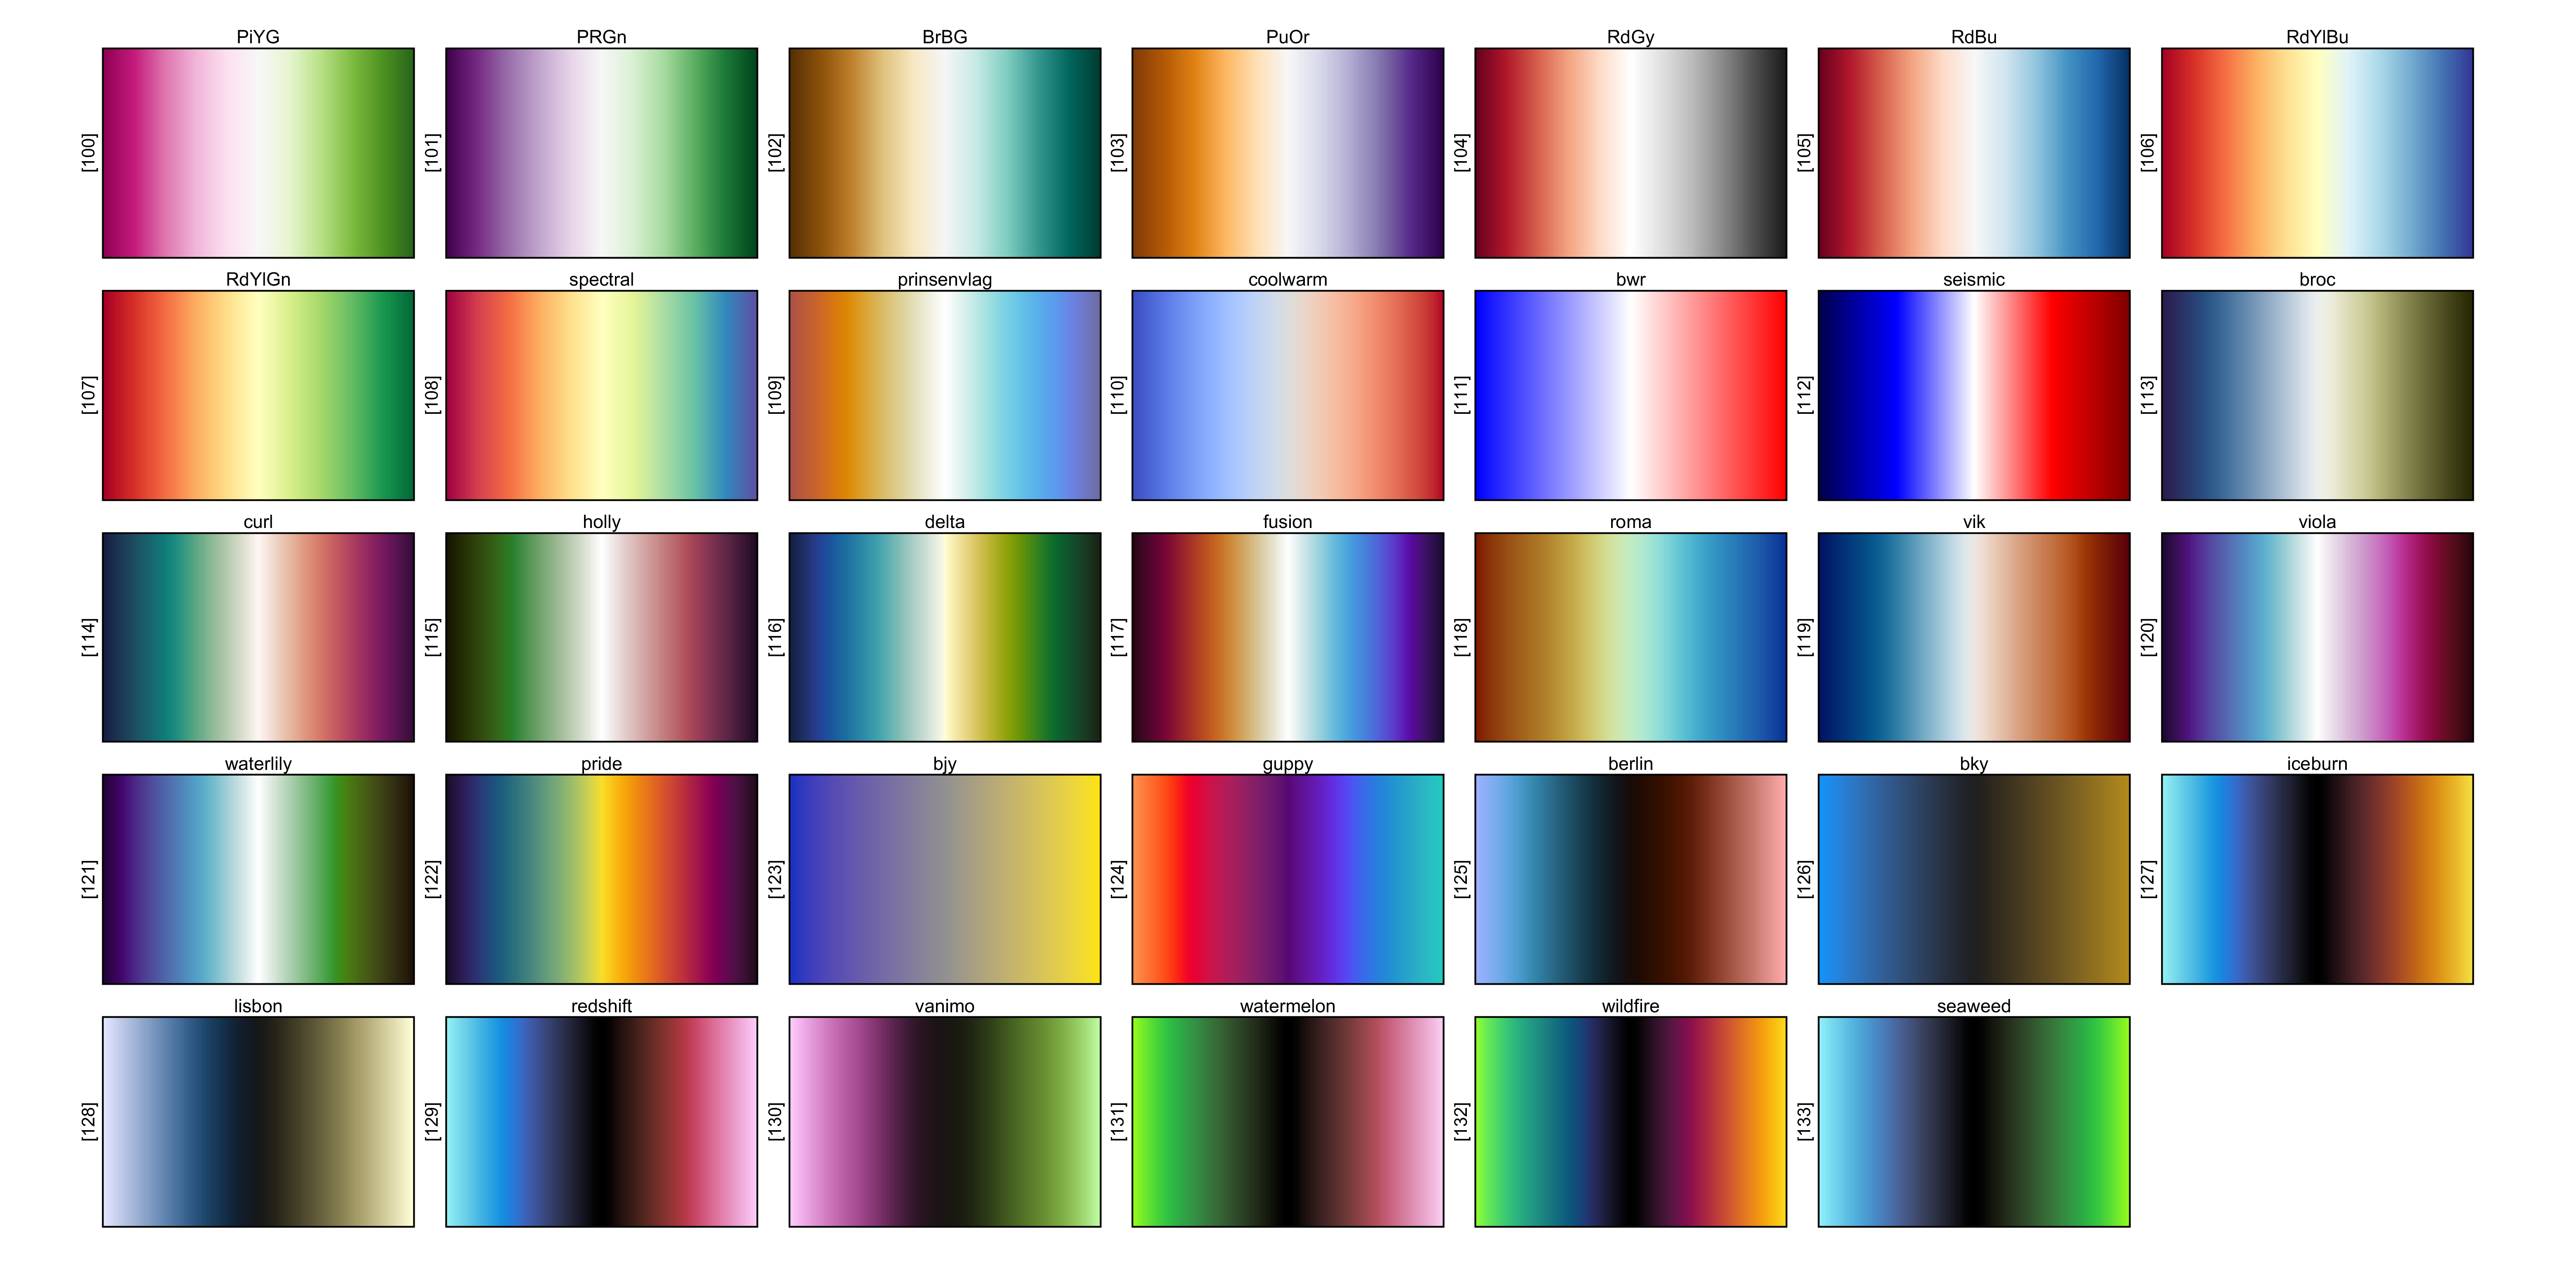 PiYG
PRGn
BrBG
PuOr
RdGy
RdBu
RdYlBu
[100]
[101]
[102]
[103]
[104]
[105]
[106]
RdYlGn
spectral
prinsenvlag
coolwarm
bwr
seismic
broc
[107]
[108]
[109]
[110]
[111]
[112]
[113]
curl
holly
delta
fusion
roma
vik
viola
[114]
[115]
[116]
[117]
[118]
[119]
[120]
waterlily
pride
bjy
guppy
berlin
bky
iceburn
[121]
[122]
[123]
[124]
[125]
[126]
[127]
lisbon
redshift
vanimo
watermelon
wildfire
seaweed
[128]
[129]
[130]
[131]
[132]
[133]